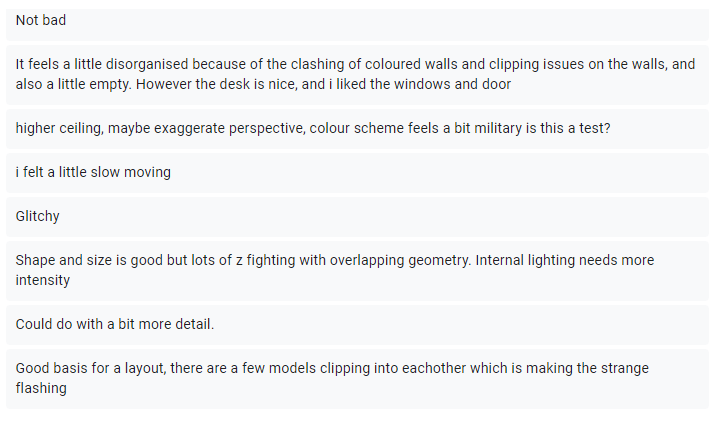 Not bad
It feels a little disorganised because of the clashing of coloured walls and clipping issues on the walls, and
also a little empty. However the desk is nice, and i liked the windows and door
higher ceiling, maybe exaggerate perspective, colour scheme feels a bit military is this a test?
i felt a little slow moving
Glitchy
Shape and size is good but lots of z fighting with overlapping geometry. Internal lighting needs more
intensity
Could do with a bit more detail.
Good basis for a layout, there are a few models clipping into eachother which is making the strange
flashing